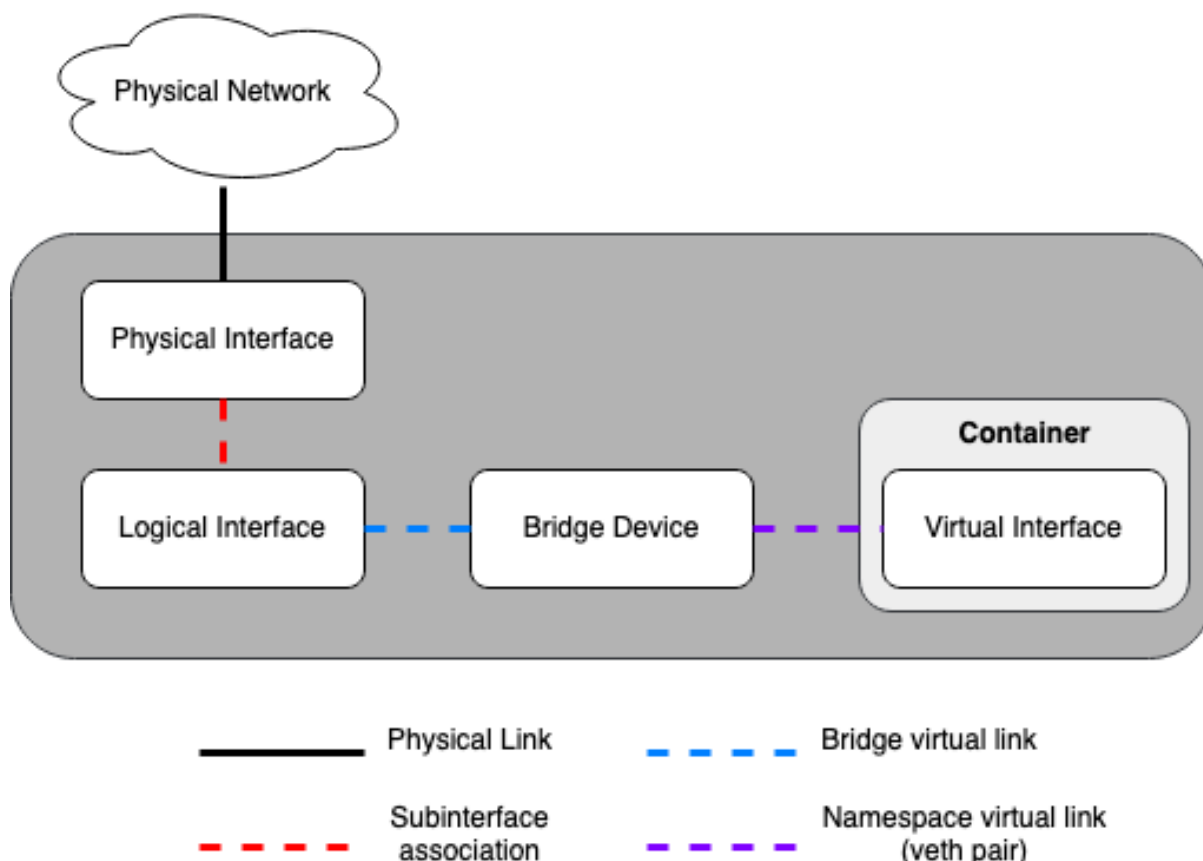 Physical Network
Physical Interface
Container
Logical Interface
Bridge Device
Virtual Interface
Physical Link
Bridge virtual link
Subinterface
association
Namespace virtual link
(veth pair)